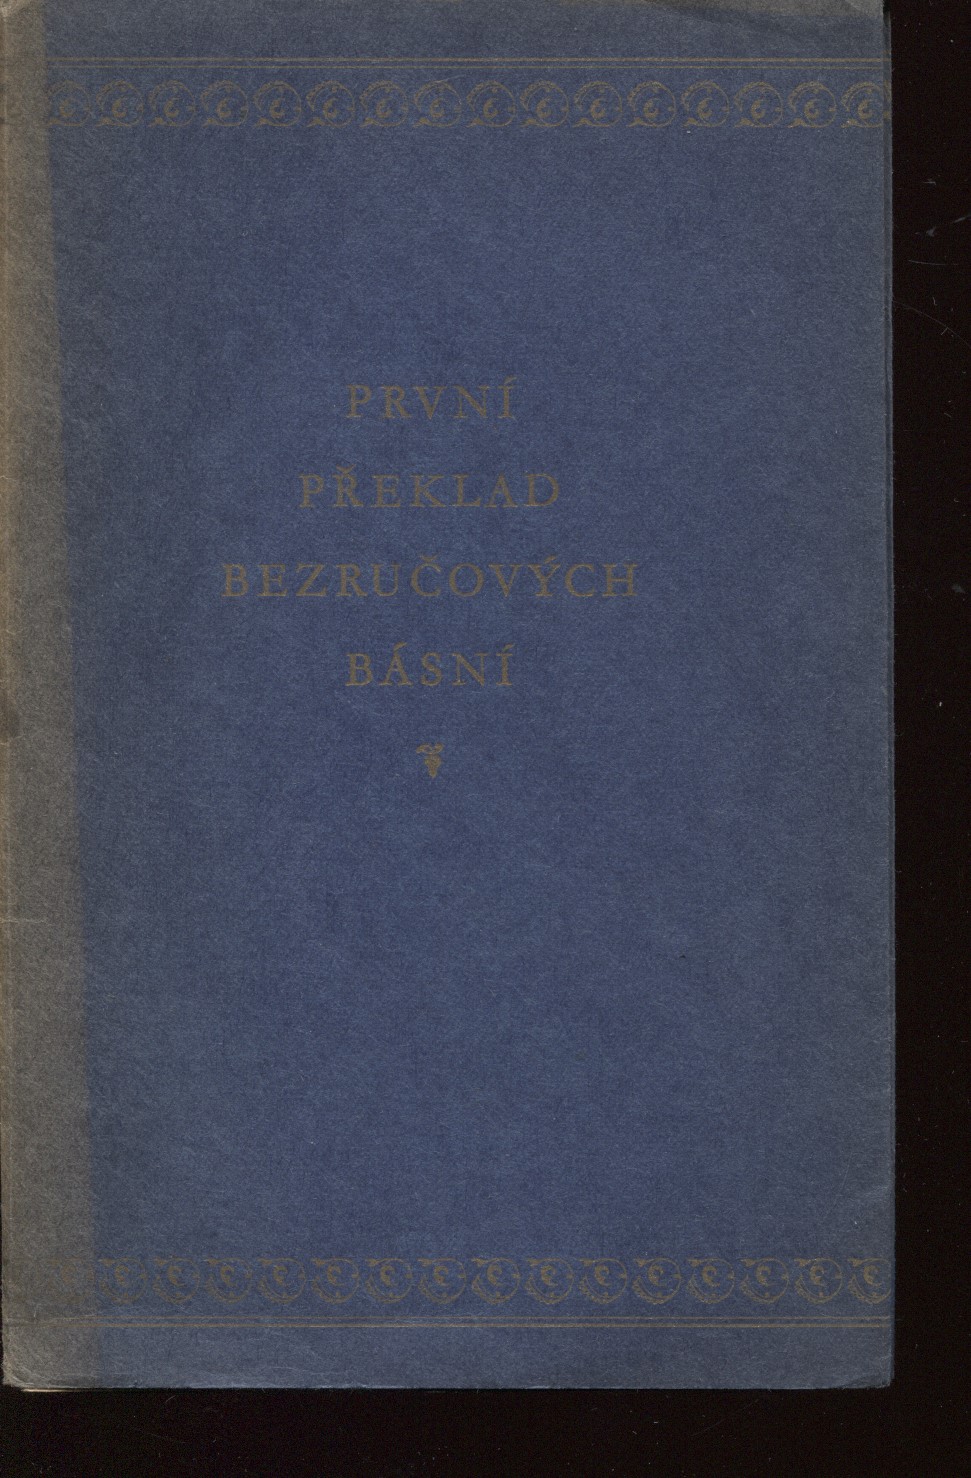 PRVNÍ
PŘEKLAD
BEZRUČOVÝCH
BÁSNÍ